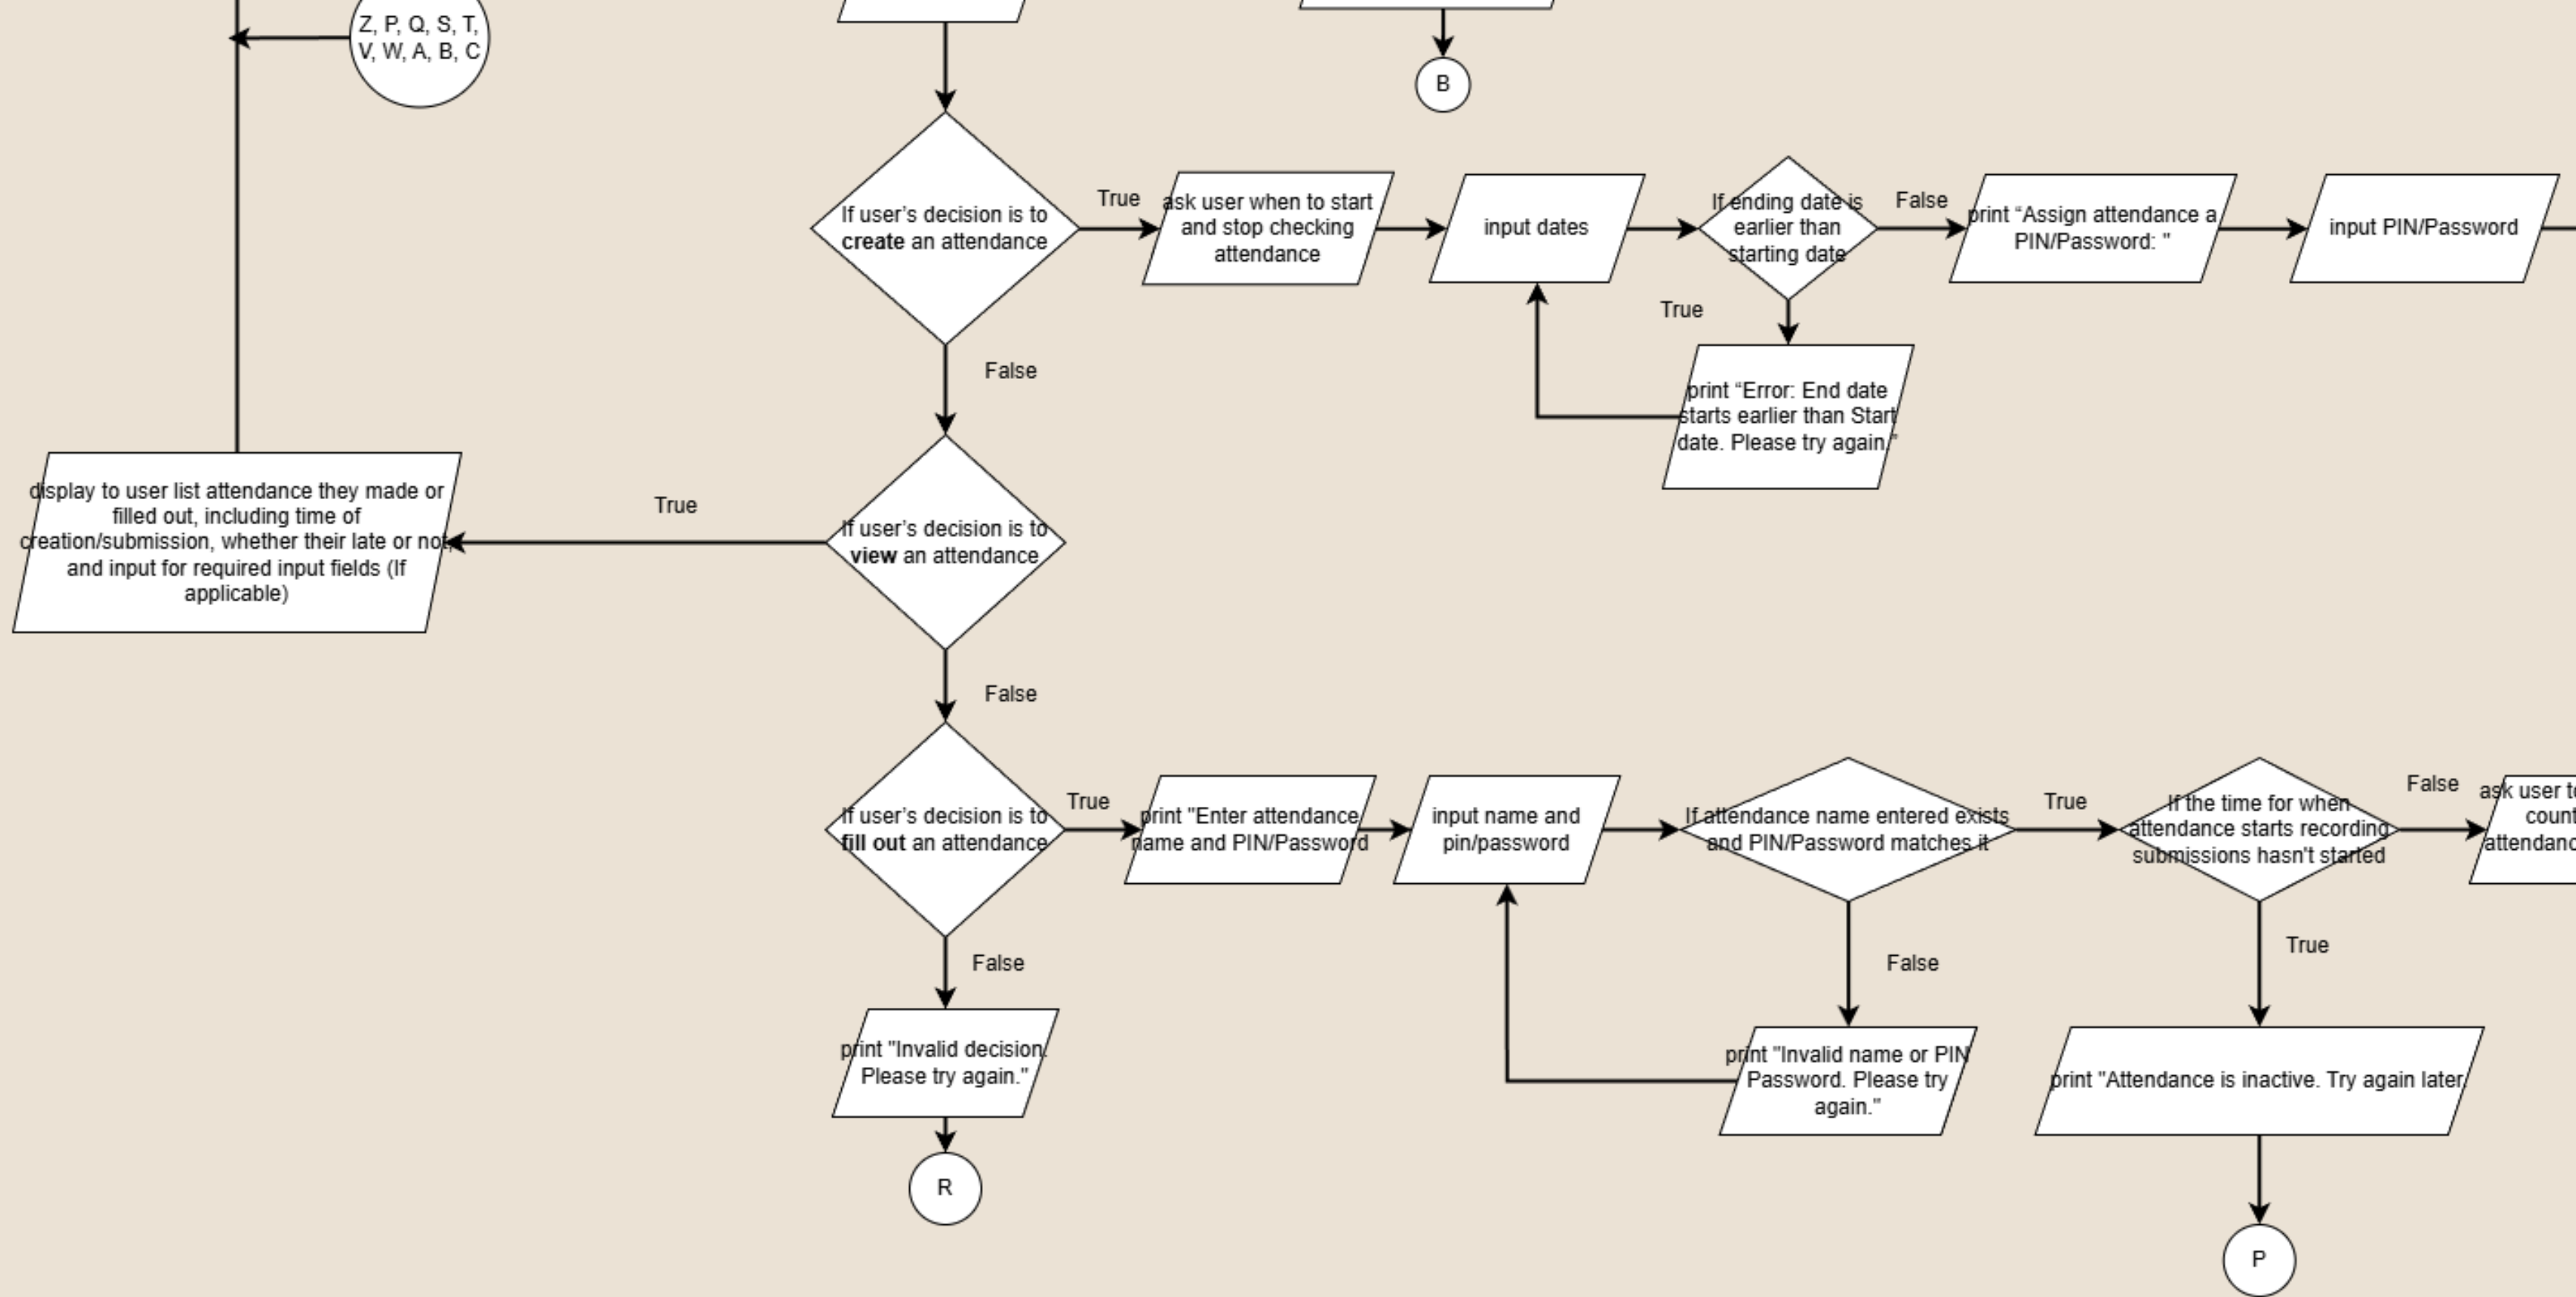 Z, P, Q, S, T,
V, W, A, B, C
B
If user's decision is to
create an attendance
True
ask user when to start
and stop checking
attendance
input dates
If ending date is
earlier than
starting date
False
print “Assign attendance a
PIN/Password: "
input PIN/Password
True
print “Error: End date
starts earlier than Start
date. Please try again.”
False
display to user list attendance they made or
filled out, including time of
creation/submission, whether their late or not,
and input for required input fields (If
applicable)
True
If user's decision is to
view an attendance
False
If user's decision is to
fill out an attendance
True
print "Enter attendance
name and PIN/Password
input name and
pin/password
If attendance name entered exists
and PIN/Password matches it
True
If the time for when
attendance starts recording
submissions hasn't started
False
ask user to
count
attendanc
False
print "Invalid decision.
Please try again."
R
False
print "Invalid name or PIN
Password. Please try
again."
True
print "Attendance is inactive. Try again later.
P